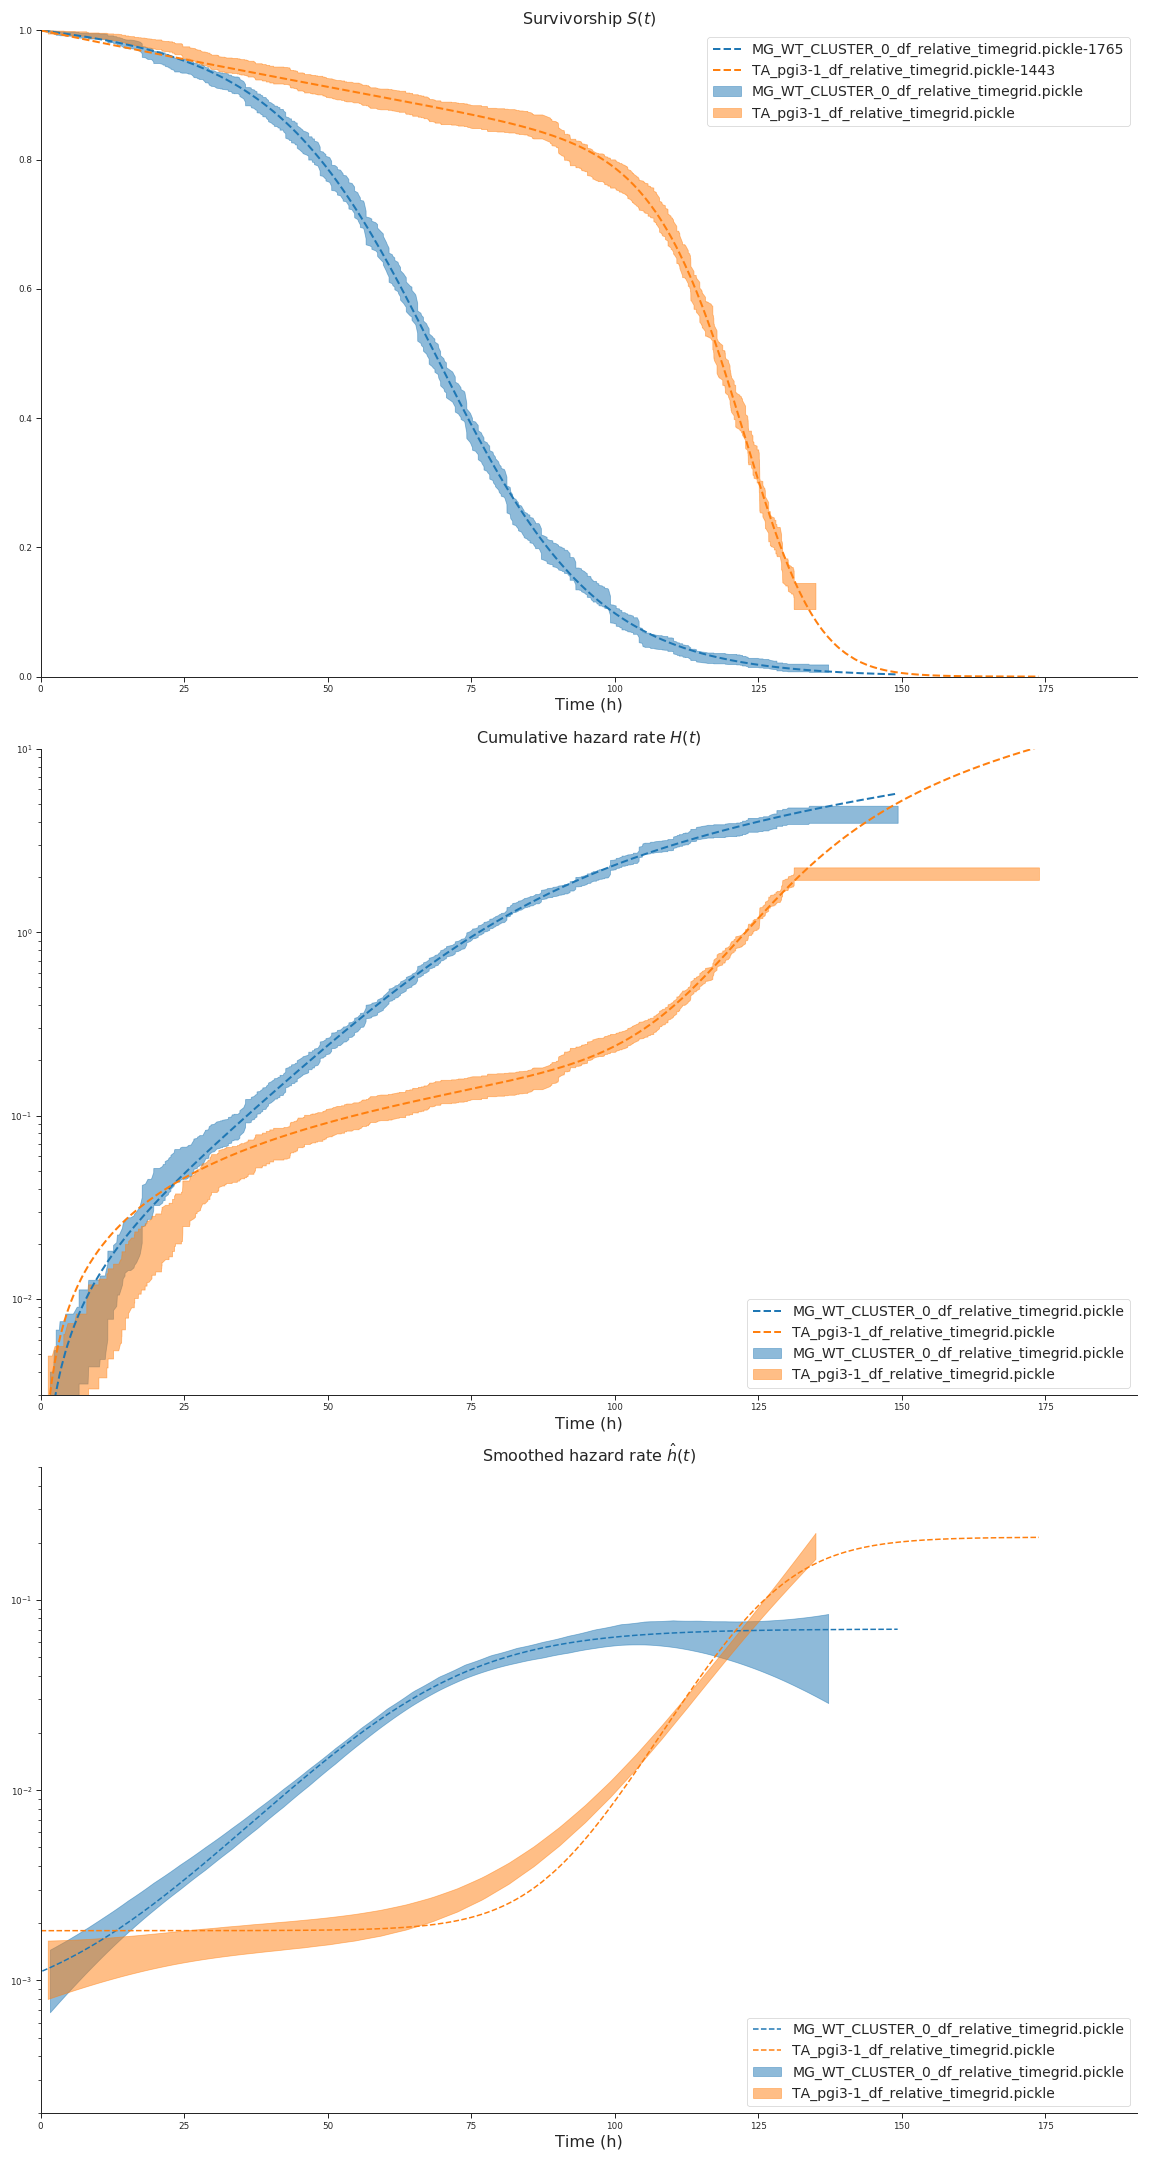 Survivorship S(t)
1.0
0.8
0.6
0.4
0.2
0.0
MG_WT_CLUSTER_0_df_relative_timegrid.pickle-1765
TA_pgi3-1_df_relative_timegrid.pickle-1443
MG_WT_CLUSTER_0_df_relative_timegrid.pickle
TA_pgi3-1_df_relative_timegrid.pickle
0 25 50 75 100 125 150 175
Time (h)
Cumulative hazard rate H(t)
10¹
10⁰
10⁻¹
10⁻²
MG_WT_CLUSTER_0_df_relative_timegrid.pickle
TA_pgi3-1_df_relative_timegrid.pickle
MG_WT_CLUSTER_0_df_relative_timegrid.pickle
TA_pgi3-1_df_relative_timegrid.pickle
0 25 50 75 100 125 150 175
Time (h)
Smoothed hazard rate ĥ(t)
10⁻¹
10⁻²
10⁻³
MG_WT_CLUSTER_0_df_relative_timegrid.pickle
TA_pgi3-1_df_relative_timegrid.pickle
MG_WT_CLUSTER_0_df_relative_timegrid.pickle
TA_pgi3-1_df_relative_timegrid.pickle
0 25 50 75 100 125 150 175
Time (h)